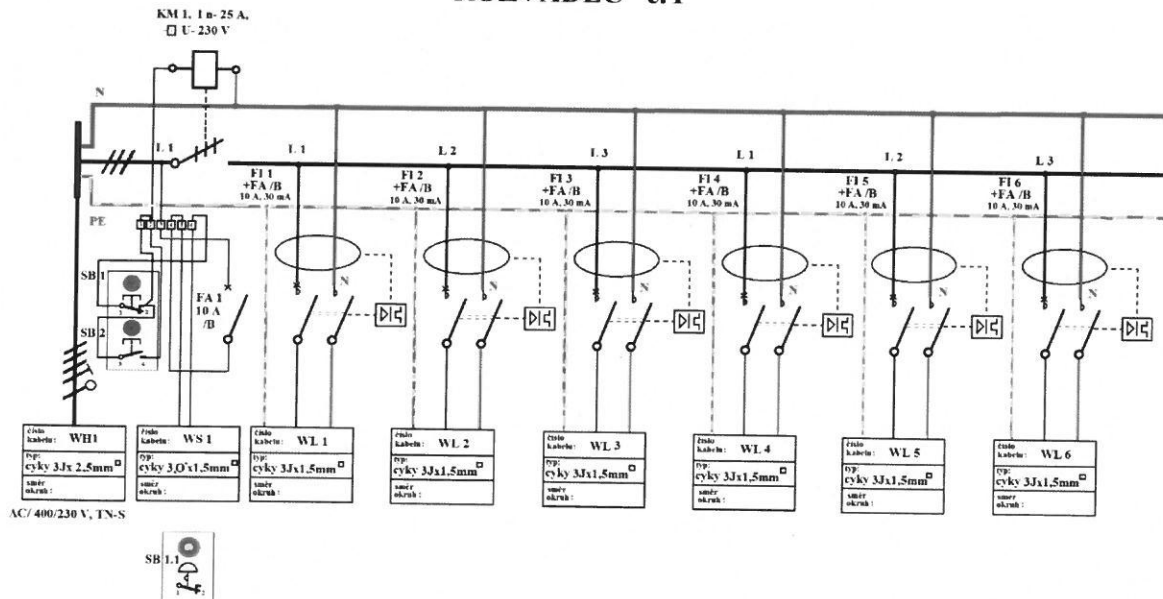 KM 1, I n- 25 A,
U- 230 V
N
L 1
L 1
L 2
L 3
L 1
L 2
L 3
FI 1
+FA /B
10 A, 30 mA
FI 2
+FA /B
10 A, 30 mA
FI 3
+FA /B
10 A, 30 mA
FI 4
+FA /B
10 A, 30 mA
FI 5
+FA /B
10 A, 30 mA
FI 6
+FA /B
10 A, 30 mA
PE
SB 1
SB 2
FA 1
10 A
/B
N
N
N
N
N
N
číslo
kabelu: WH1
typ:
cyky 3Jx 2,5mm□
směr
okruh :
číslo
kabelu: WS 1
typ:
cyky 3,O x1,5mm□
směr
okruh :
číslo
kabelu: WL 1
typ:
cyky 3Jx1,5mm□
směr
okruh :
číslo
kabelu: WL 2
typ:
cyky 3Jx1,5mm□
směr
okruh :
číslo
kabelu: WL 3
typ:
cyky 3Jx1,5mm□
směr
okruh :
číslo
kabelu: WL 4
typ:
cyky 3Jx1,5mm□
směr
okruh :
číslo
kabelu: WL 5
typ:
cyky 3Jx1,5mm□
směr
okruh :
číslo
kabelu: WL 6
typ:
cyky 3Jx1,5mm□
směr
okruh :
AC/ 400/230 V, TN-S
SB 1.1
1 2